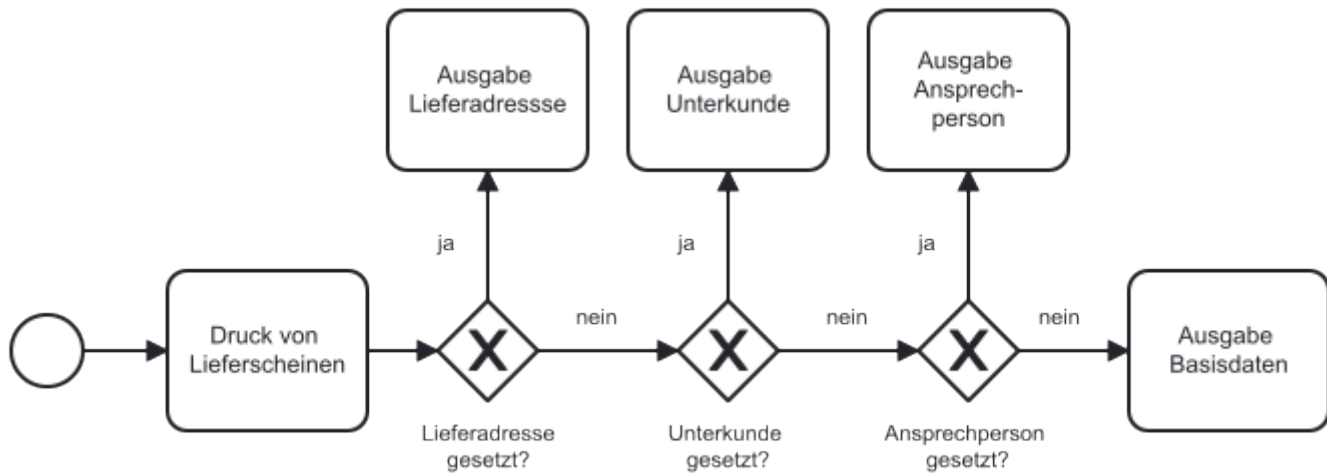 Ausgabe
Lieferadressse
Ausgabe
Unterkunde
Ausgabe
Ansprech-
person
ja
ja
ja
Druck von
Lieferscheinen
nein
nein
nein
Ausgabe
Basisdaten
Lieferadresse
gesetzt?
Unterkunde
gesetzt?
Ansprechperson
gesetzt?